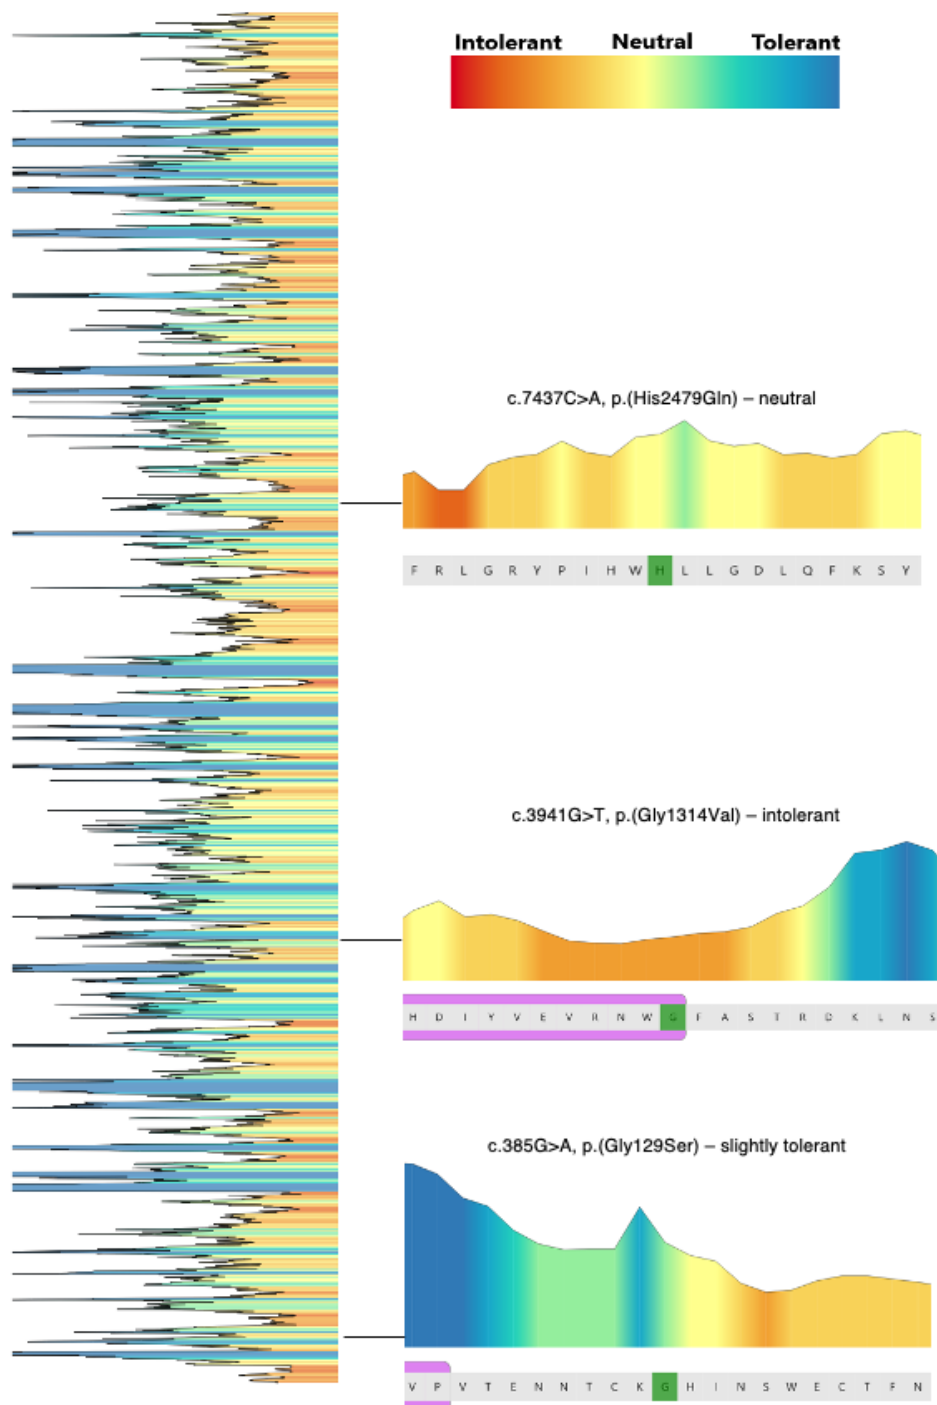 Intolerant Neutral Tolerant
c.7437C>A, p.(His2479Gln) – neutral
F R L G R Y P I H W H L L G D L Q F K S Y
c.3941G>T, p.(Gly1314Val) – intolerant
H D I Y V E V R N W G F A S T R D K L N S
c.385G>A, p.(Gly129Ser) – slightly tolerant
V P V T E N N T C K G H I N S W E C T F N